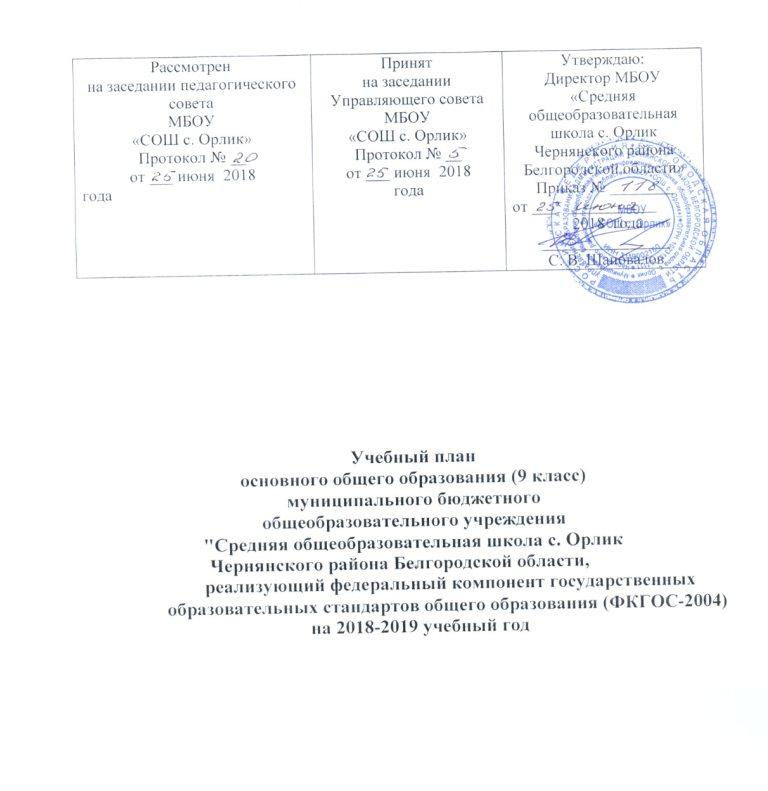 Рассмотрен
на заседании педагогического
совета
МБОУ
«СОШ с. Орлик»
Протокол № 20
от 25 июня 2018
года
Принят
на заседании
Управляющего совета
МБОУ
«СОШ с. Орлик»
Протокол № 5
от 25 июня 2018
года
Утверждаю:
Директор МБОУ
«Средняя
общеобразовательная
школа с. Орлик
Чернянского района
Белгородской области»
Приказ № 118
от 25 июня
2018 года
С. В. Шаповалов
МБОУ
«СОШ с. Орлик»
Учебный план
основного общего образования (9 класс)
муниципального бюджетного
общеобразовательного учреждения
"Средняя общеобразовательная школа с. Орлик
Чернянского района Белгородской области,
реализующий федеральный компонент государственных
образовательных стандартов общего образования (ФКГОС-2004)
на 2018-2019 учебный год